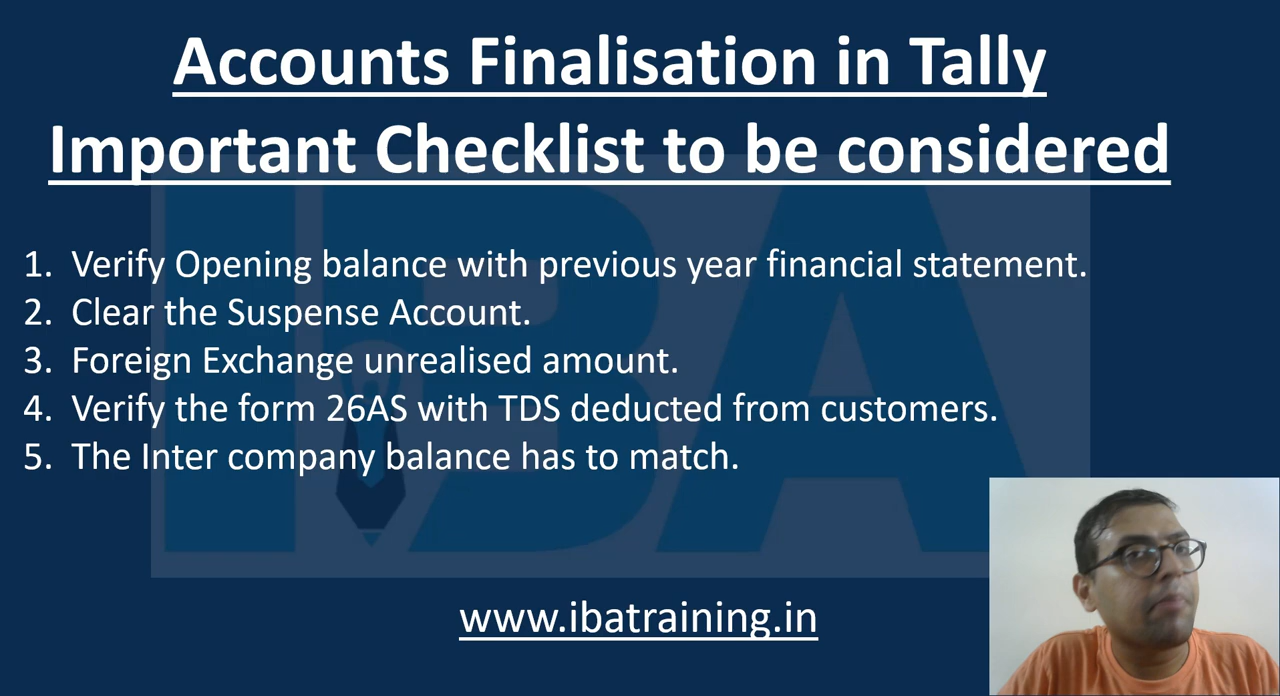 Accounts Finalisation in Tally
Important Checklist to be considered
1. Verify Opening balance with previous year financial statement.
2. Clear the Suspense Account.
3. Foreign Exchange unrealised amount.
4. Verify the form 26AS with TDS deducted from customers.
5. The Inter company balance has to match.
IBA
www.ibatraining.in